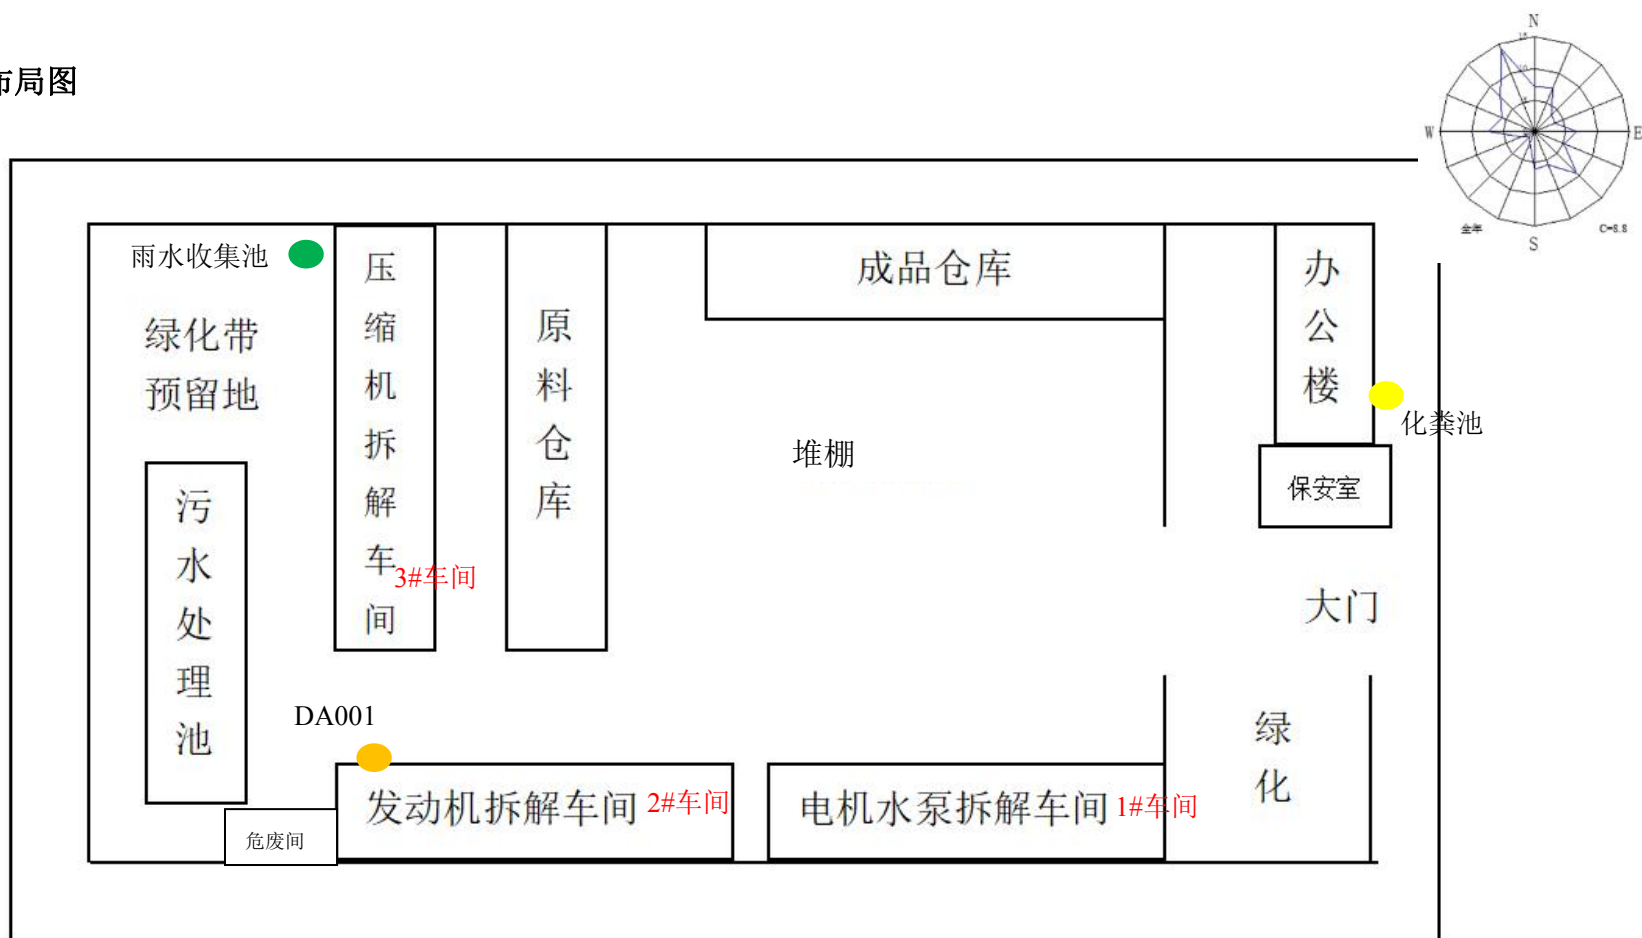 布局图
N
W
E
S
全年
C=8.8
雨水收集池
绿化带
预留地
压缩机拆解车间
3#车间
原料仓库
成品仓库
办公楼
化粪池
堆棚
保安室
大门
污水处理池
DA001
发动机拆解车间
2#车间
电机水泵拆解车间
1#车间
绿化
危废间